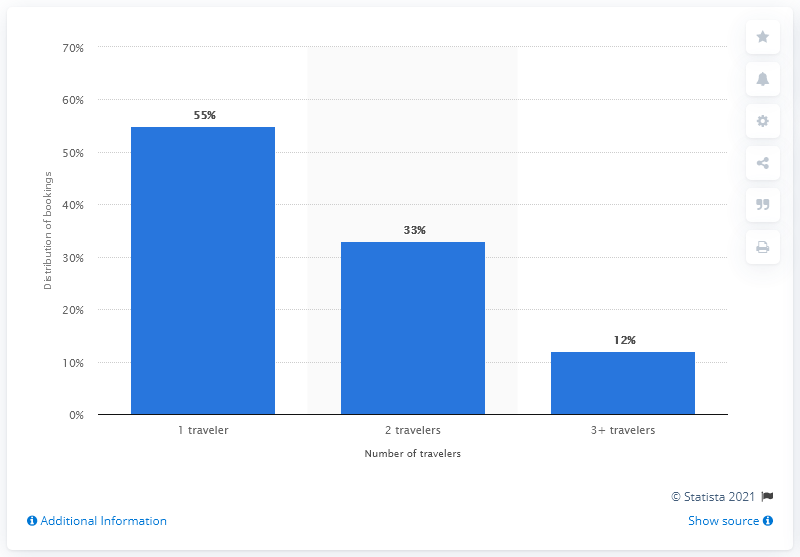 70%
60%
50%
40%
30%
20%
10%
0%
Distribution of bookings
55%
33%
12%
1 traveler
2 travelers
3+ travelers
Number of travelers
© Statista 2021
Additional Information
Show source